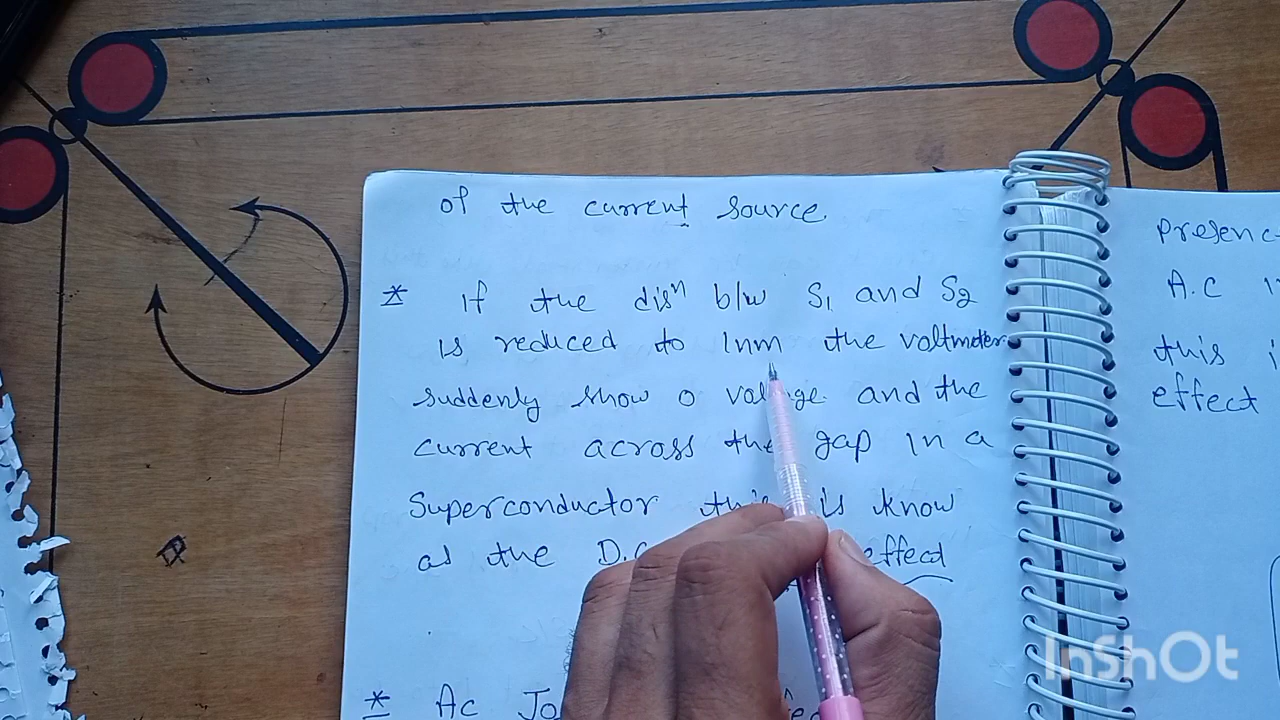 of the current source.
* If the disⁿ b/w S₁ and S₂
is reduced to 1nm the voltmeter
suddenly show 0 voltage and the
current across the gap in a
Superconductor this is know
as the D.C effect
* Ac Jo
Presenc
A.C
this i
effect
InShOt